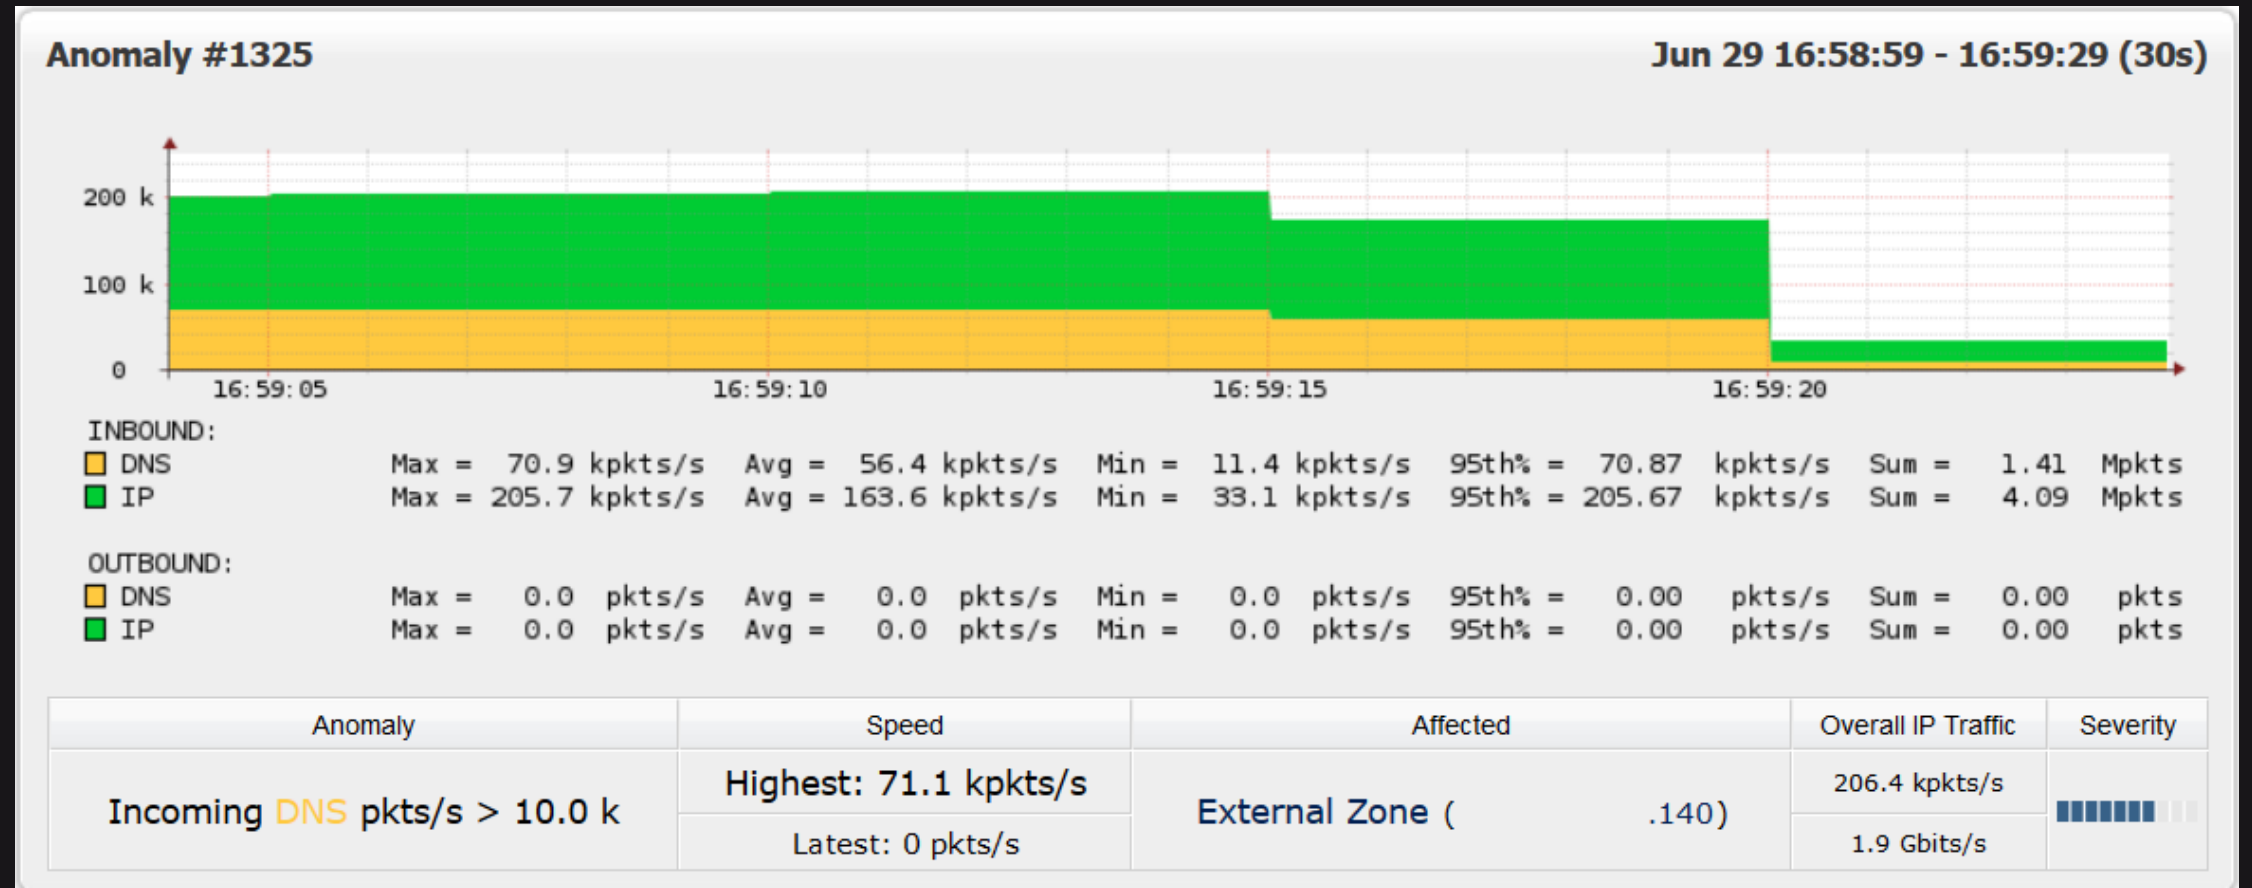 Anomaly #1325 Jun 29 16:58:59 - 16:59:29 (30s)
200 k
100 k
0
16:59:05 16:59:10 16:59:15 16:59:20
INBOUND:
DNS Max = 70.9 kpkts/s Avg = 56.4 kpkts/s Min = 11.4 kpkts/s 95th% = 70.87 kpkts/s Sum = 1.41 Mpkts
IP Max = 205.7 kpkts/s Avg = 163.6 kpkts/s Min = 33.1 kpkts/s 95th% = 205.67 kpkts/s Sum = 4.09 Mpkts
OUTBOUND:
DNS Max = 0.0 pkts/s Avg = 0.0 pkts/s Min = 0.0 pkts/s 95th% = 0.00 pkts/s Sum = 0.00 pkts
IP Max = 0.0 pkts/s Avg = 0.0 pkts/s Min = 0.0 pkts/s 95th% = 0.00 pkts/s Sum = 0.00 pkts
Anomaly Speed Affected Overall IP Traffic Severity
Incoming DNS pkts/s > 10.0 k
Highest: 71.1 kpkts/s
Latest: 0 pkts/s
External Zone ( .140)
206.4 kpkts/s
1.9 Gbits/s